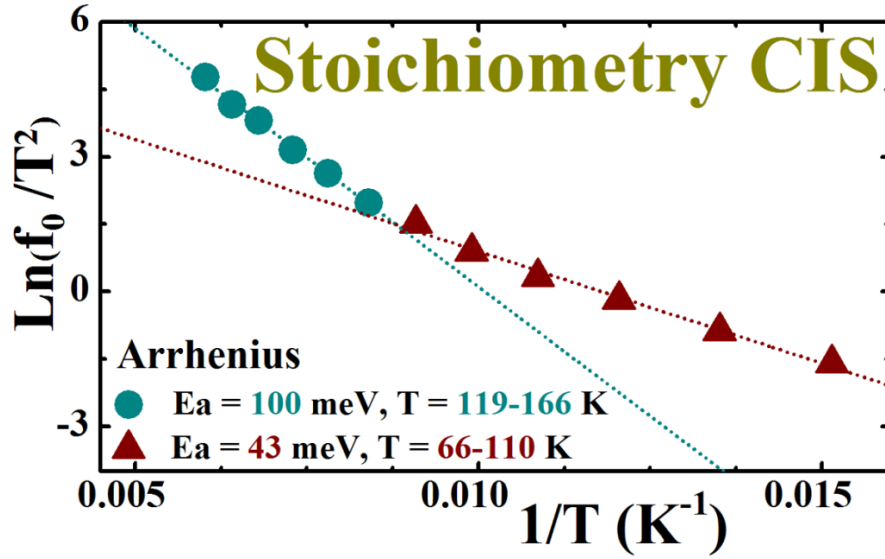 Stoichiometry CIS
6
3
0
-3
Ln(f₀ /T²)
Arrhenius
Ea = 100 meV, T = 119-166 K
Ea = 43 meV, T = 66-110 K
0.005 0.010 0.015
1/T (K⁻¹)